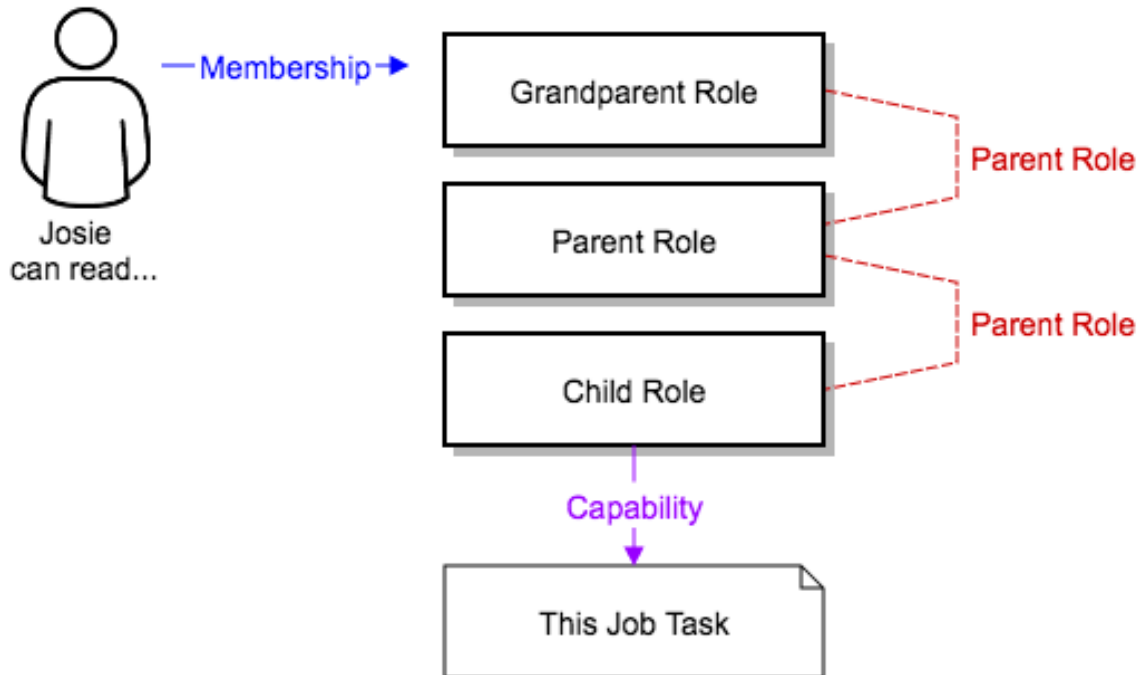 Membership
Grandparent Role
Parent Role
Parent Role
Josie
can read...
Parent Role
Child Role
Capability
This Job Task